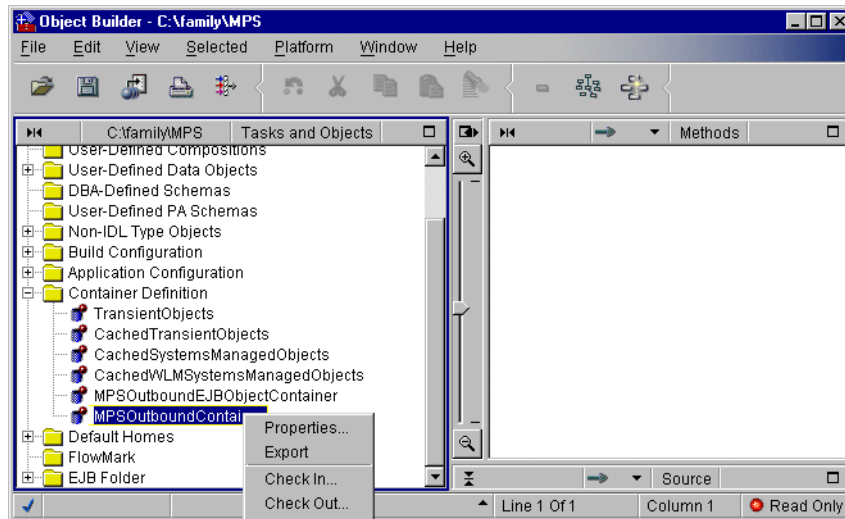 Object Builder - C:\family\MPS
File Edit View Selected Platform Window Help
C:\family\MPS Tasks and Objects
Methods
User-Defined Compositions
User-Defined Data Objects
DBA-Defined Schemas
User-Defined PA Schemas
Non-IDL Type Objects
Build Configuration
Application Configuration
Container Definition
TransientObjects
CachedTransientObjects
CachedSystemsManagedObjects
CachedWLMSystemsManagedObjects
MPSOutboundEJBObjectContainer
MPSOutboundContai
Default Homes
FlowMark
EJB Folder
Properties...
Export
Check In...
Check Out...
Source
Line 1 Of 1 Column 1 Read Only